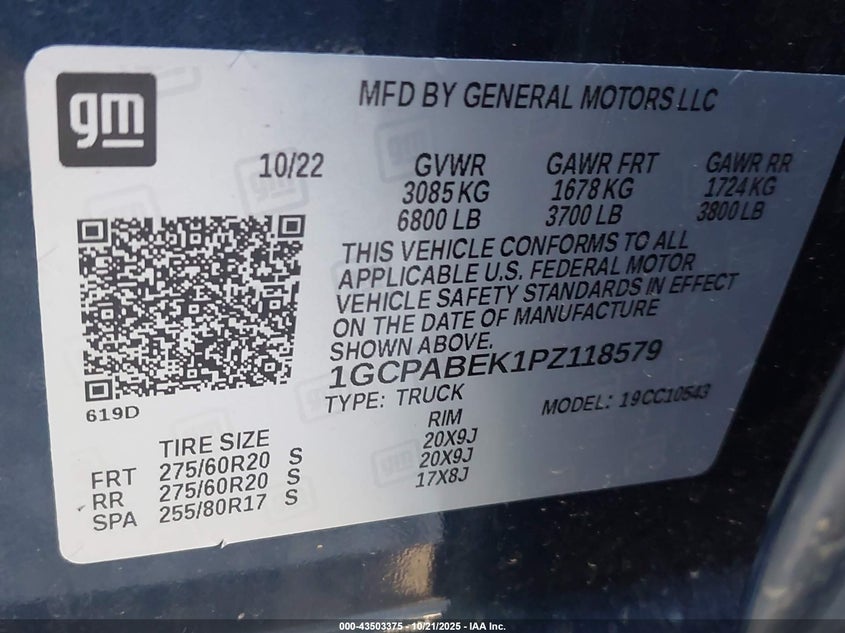 gm
MFD BY GENERAL MOTORS LLC
10/22 GVWR GAWR FRT GAWR RR
3085 KG 1678 KG 1724 KG
6800 LB 3700 LB 3800 LB
THIS VEHICLE CONFORMS TO ALL
APPLICABLE U.S. FEDERAL MOTOR
VEHICLE SAFETY STANDARDS IN EFFECT
ON THE DATE OF MANUFACTURE
SHOWN ABOVE.
1GCPABEK1PZ118579
TYPE: TRUCK MODEL: 19CC10543
619D
TIRE SIZE RIM
FRT 275/60R20 S 20X9J
RR 275/60R20 S 20X9J
SPA 255/80R17 S 17X8J
000-43503375 - 10/21/2025 - IAA Inc.